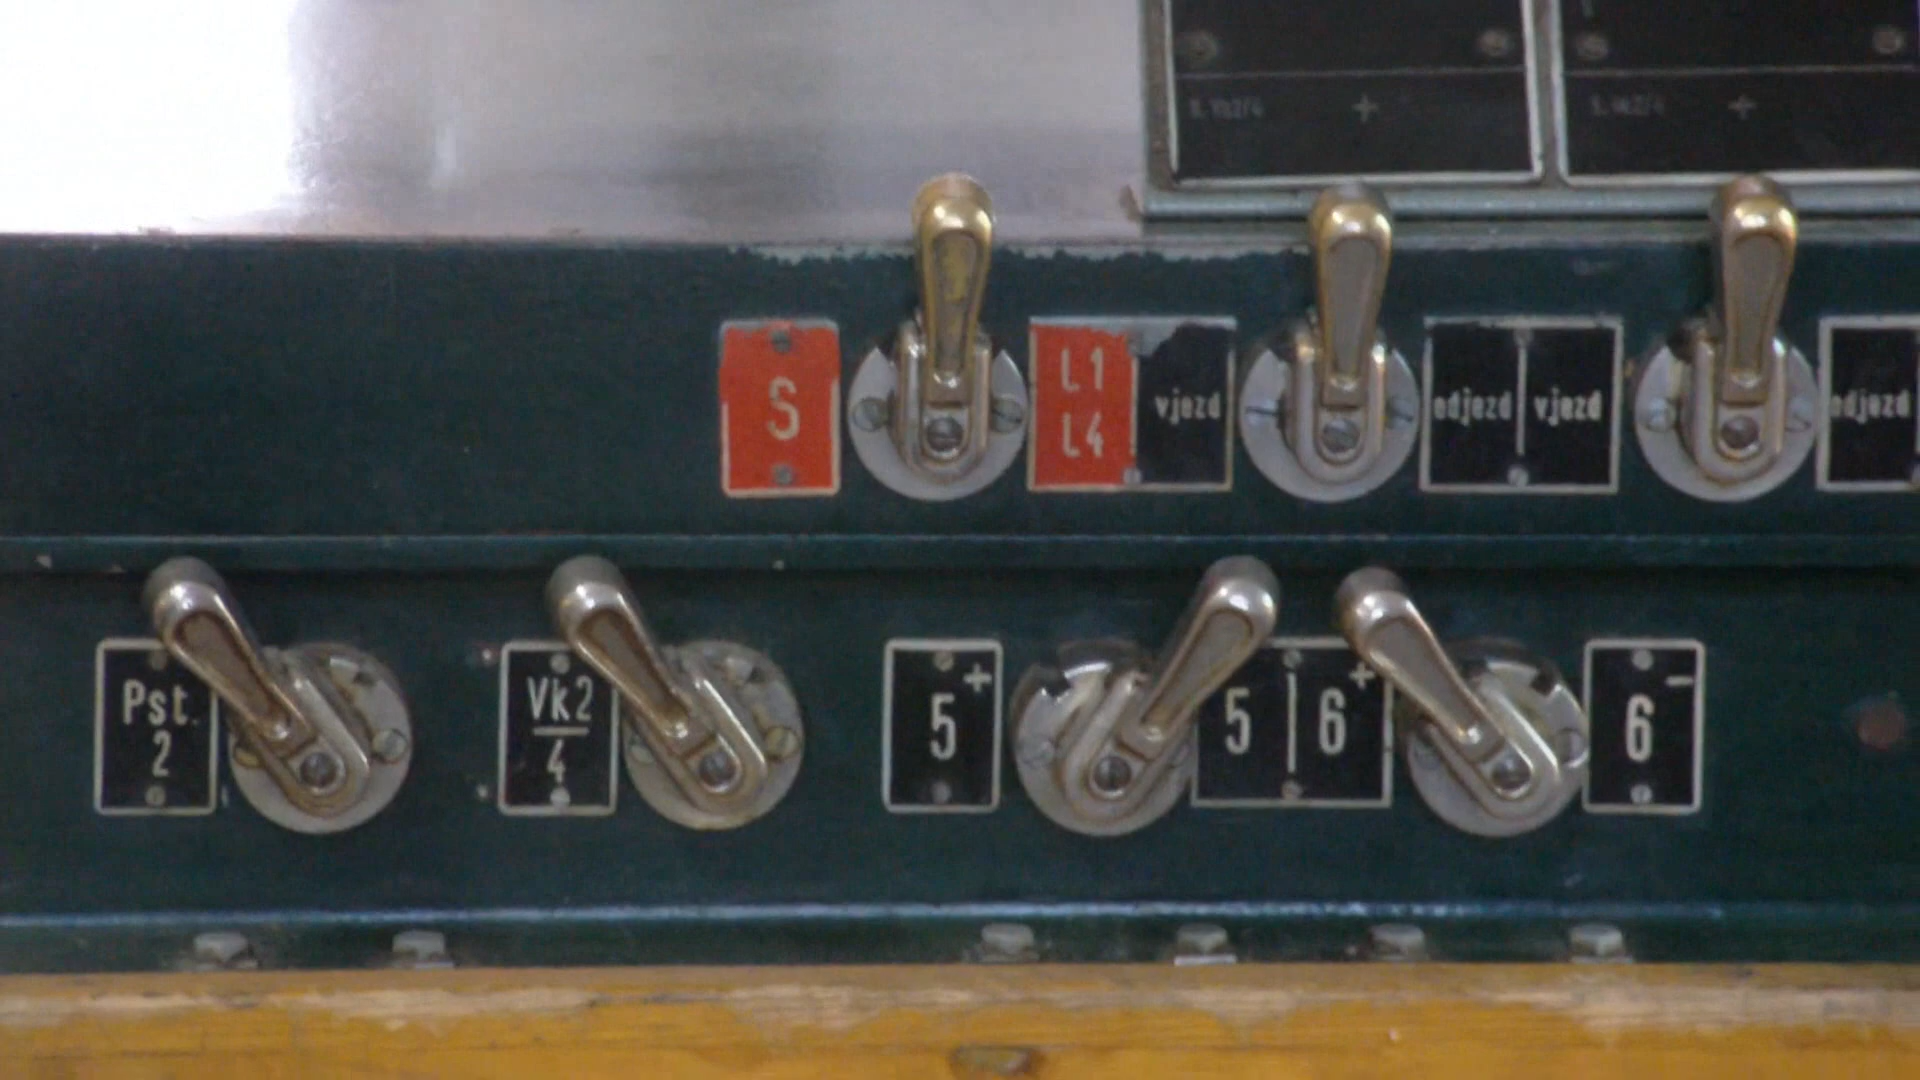 + +
S
L1
L4
vjezd
odjezd vjezd
odjezd
Pst.
2
Vk2
4
5+
5 6+
6-